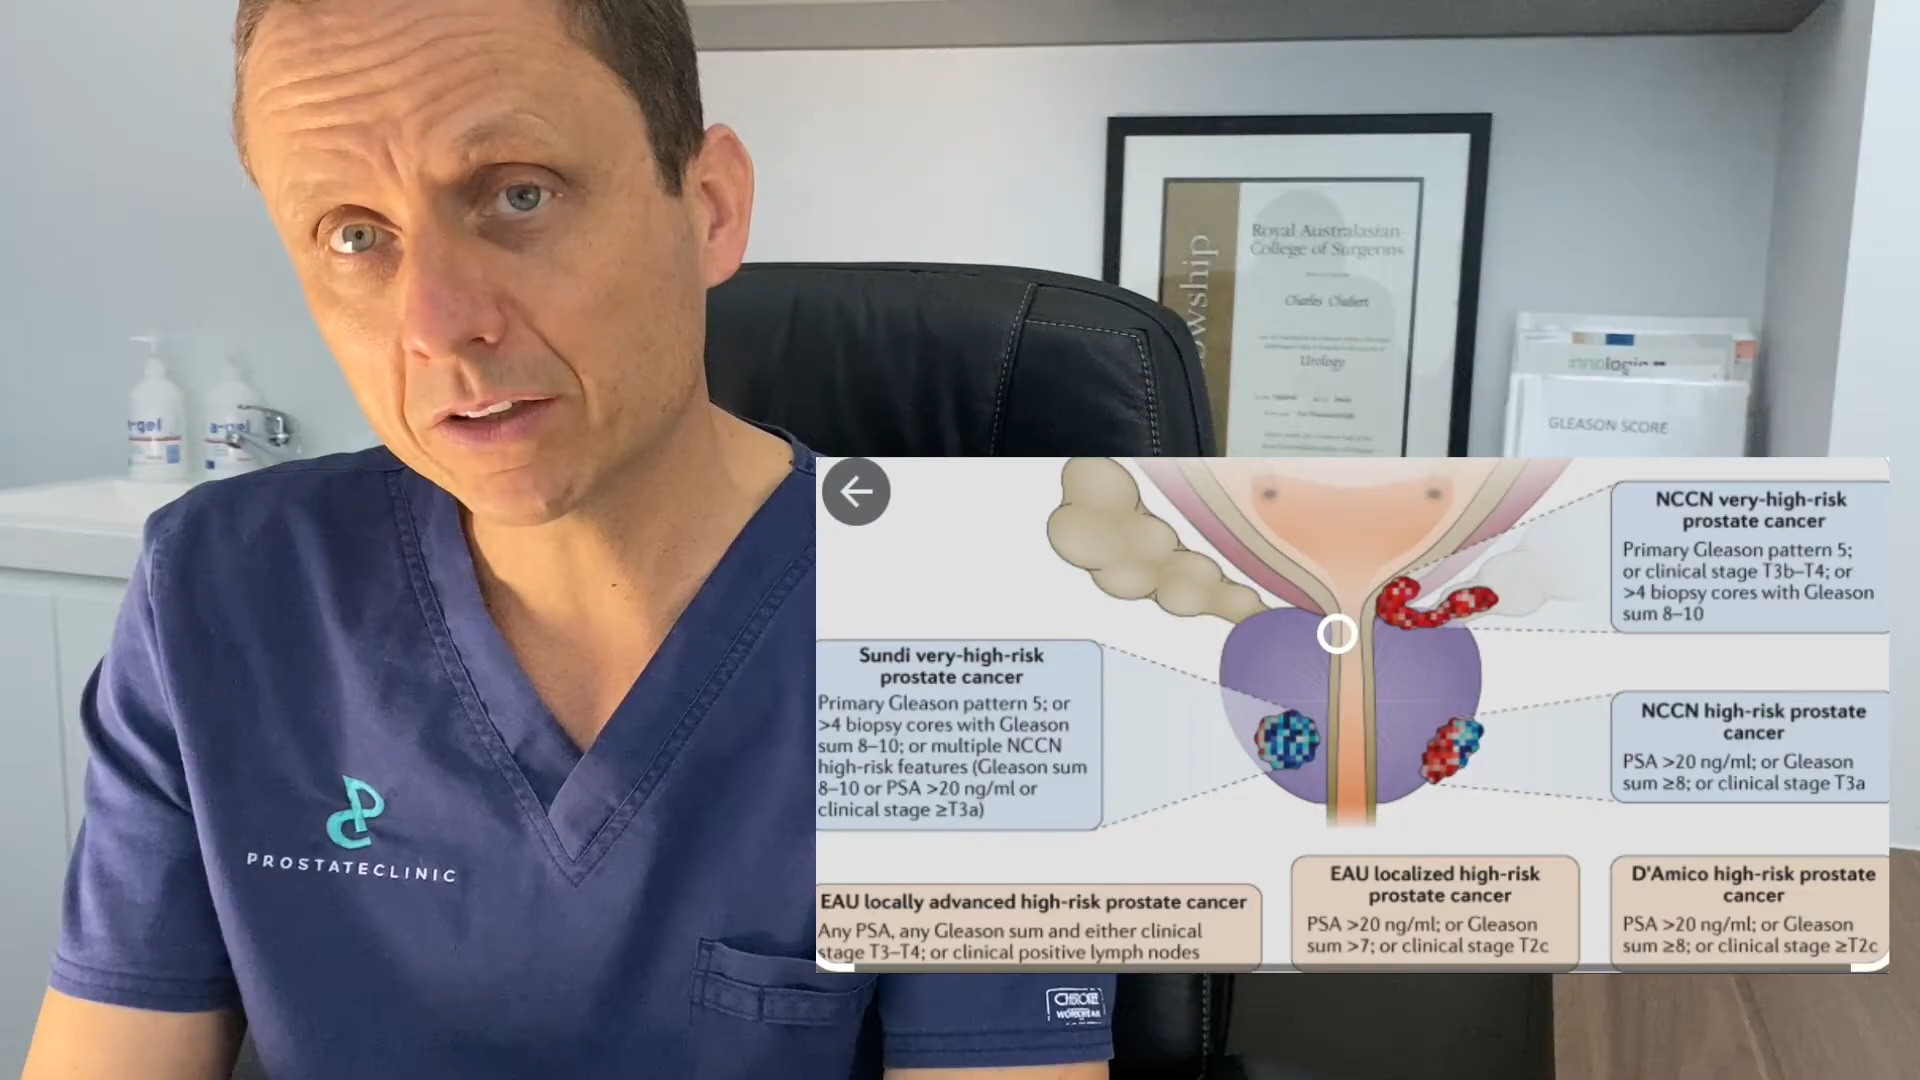 Royal Australasian
College of Surgeons
Charles Chabert
Urology
wship
innologic
GLEASON SCORE
a-gel
PROSTATECLINIC
CHEROKEE
WORKWEAR
NCCN very-high-risk
prostate cancer
Primary Gleason pattern 5;
or clinical stage T3b–T4; or
>4 biopsy cores with Gleason
sum 8–10
Sundi very-high-risk
prostate cancer
Primary Gleason pattern 5; or
>4 biopsy cores with Gleason
sum 8–10; or multiple NCCN
high-risk features (Gleason sum
8–10 or PSA >20 ng/ml or
clinical stage ≥T3a)
NCCN high-risk prostate
cancer
PSA >20 ng/ml; or Gleason
sum ≥8; or clinical stage T3a
EAU locally advanced high-risk prostate cancer
Any PSA, any Gleason sum and either clinical
stage T3–T4; or clinical positive lymph nodes
EAU localized high-risk
prostate cancer
PSA >20 ng/ml; or Gleason
sum >7; or clinical stage T2c
D'Amico high-risk prostate
cancer
PSA >20 ng/ml; or Gleason
sum ≥8; or clinical stage ≥T2c